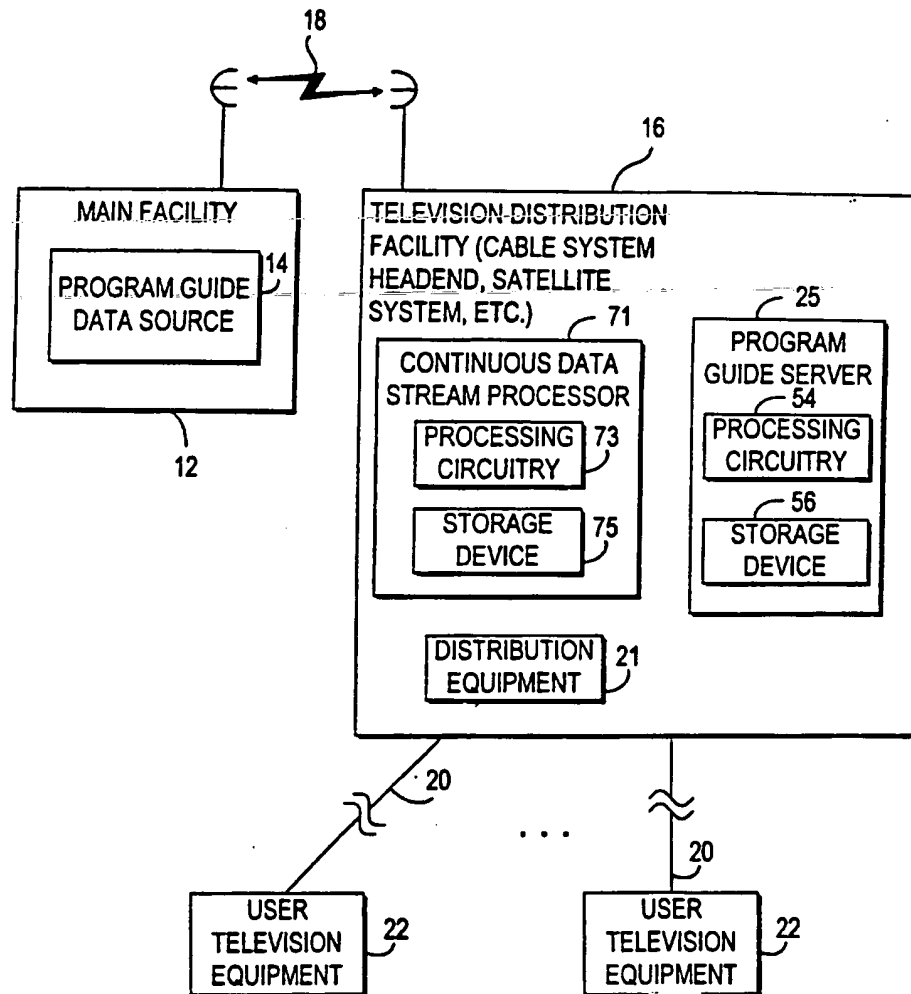 18
16
MAIN FACILITY
14
PROGRAM GUIDE
DATA SOURCE
12
TELEVISION DISTRIBUTION
FACILITY (CABLE SYSTEM
HEADEND, SATELLITE
SYSTEM, ETC.)
71
CONTINUOUS DATA
STREAM PROCESSOR
PROCESSING
CIRCUITRY
73
STORAGE
DEVICE
75
25
PROGRAM
GUIDE SERVER
54
PROCESSING
CIRCUITRY
56
STORAGE
DEVICE
DISTRIBUTION
EQUIPMENT
21
20
. . .
20
USER
TELEVISION
EQUIPMENT
22
USER
TELEVISION
EQUIPMENT
22